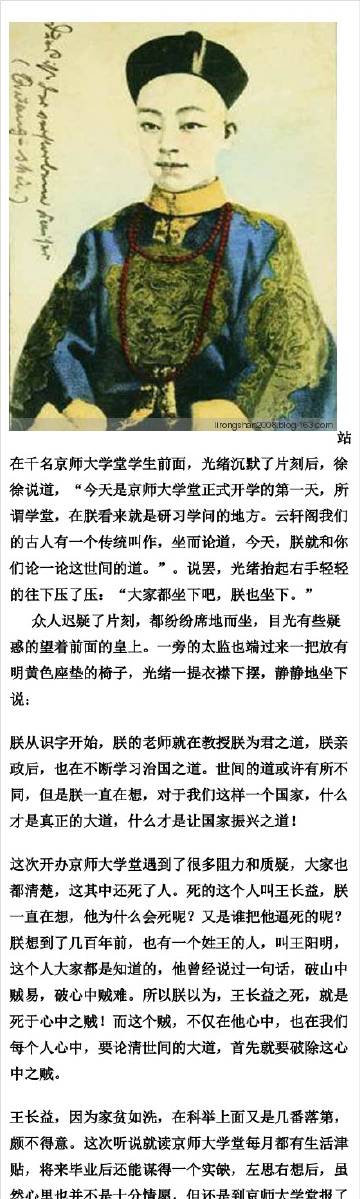 (Kuang-shü.)
lirongshan2008.blog.163.com
站
在千名京师大学堂学生前面，光绪沉默了片刻后，徐
徐说道，“今天是京师大学堂正式开学的第一天，所
谓学堂，在朕看来就是研习学问的地方。云轩阁我们
的古人有一个传统叫作，坐而论道，今天，朕就和你
们论一论这世间的道。”。说罢，光绪抬起右手轻轻
的往下压了压：“大家都坐下吧，朕也坐下。”
众人迟疑了片刻，都纷纷席地而坐，目光有些疑
惑的望着前面的皇上。一旁的太监也端过来一把放有
明黄色座垫的椅子，光绪一提衣襟下摆，静静地坐下
说：
朕从识字开始，朕的老师就在教授朕为君之道，朕亲
政后，也在不断学习治国之道。世间的道或许有所不
同，但是朕一直在想，对于我们这样一个国家，什么
才是真正的大道，什么才是让国家振兴之道！
这次开办京师大学堂遇到了很多阻力和质疑，大家也
都清楚，这其中还死了人。死的这个人叫王长益，朕
一直在想，他为什么会死呢？又是谁把他逼死的呢？
朕想到了几百年前，也有一个姓王的人，叫王阳明，
这个人大家都是知道的，他曾经说过一句话，破山中
贼易，破心中贼难。所以朕以为，王长益之死，就是
死于心中之贼！而这个贼，不仅在他心中，也在我们
每个人心中，要论清世间的大道，首先就要破除这心
中之贼。
王长益，因为家贫如洗，在科举上面又是几番落第，
颇不得意。这次听说就读京师大学堂每月都有生活津
贴，将来毕业后还能谋得一个实缺，左思右想后，虽
然心里也并不是十分情愿，但还是到京师大学堂报了